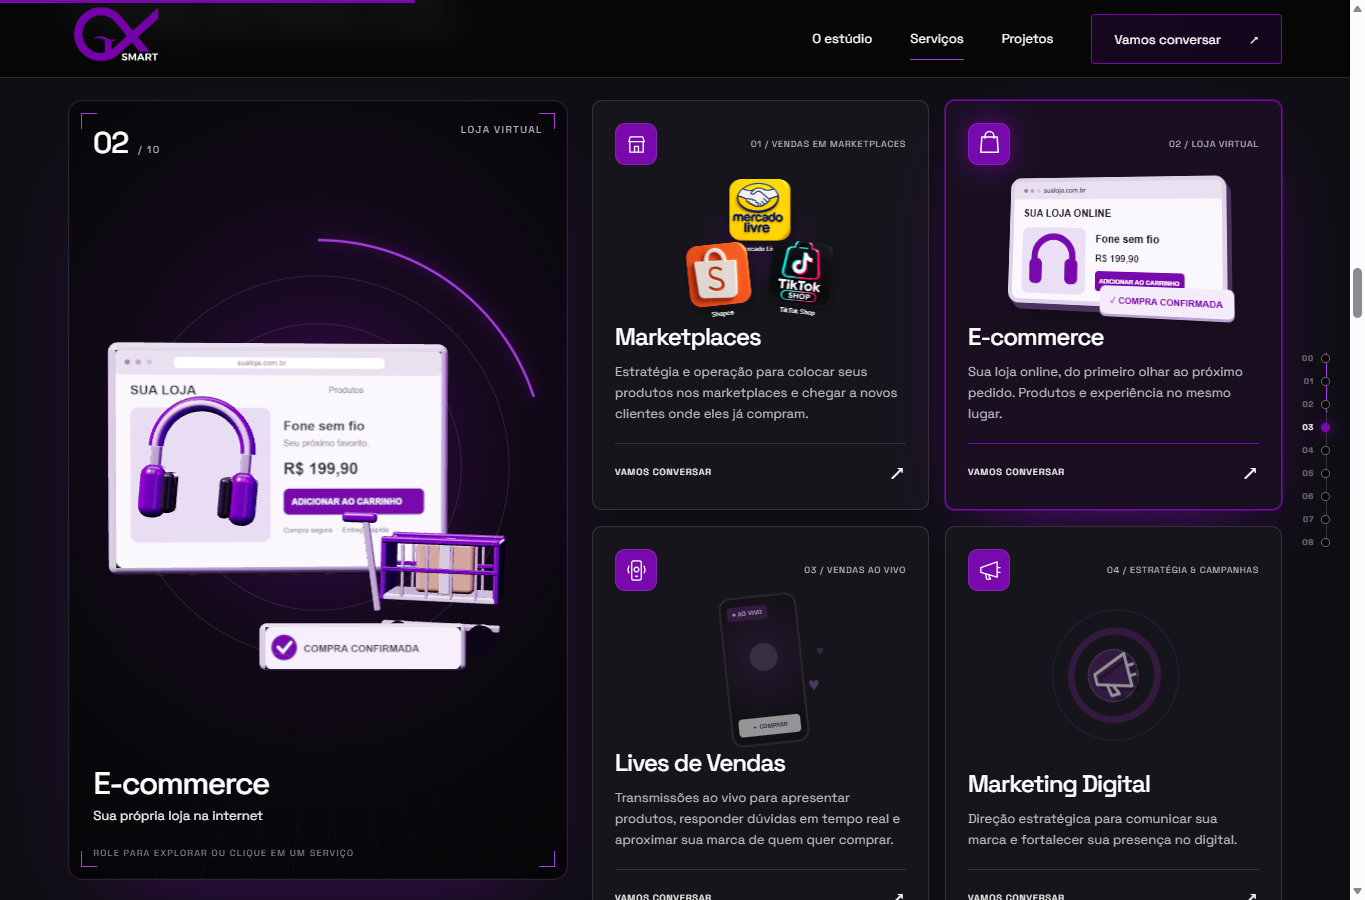 GX
SMART
O estúdio
Serviços
Projetos
Vamos conversar ↗
02 / 10
LOJA VIRTUAL
sualoja.com.br
SUA LOJA
Produtos
Fone sem fio
Seu próximo favorito.
R$ 199,90
ADICIONAR AO CARRINHO
Compra segura
COMPRA CONFIRMADA
E-commerce
Sua própria loja na internet
ROLE PARA EXPLORAR OU CLIQUE EM UM SERVIÇO
01 / VENDAS EM MARKETPLACES
mercado
livre
S
Shopee
TikTok
SHOP
TikTok Shop
Marketplaces
Estratégia e operação para colocar seus
produtos nos marketplaces e chegar a novos
clientes onde eles já compram.
VAMOS CONVERSAR ↗
02 / LOJA VIRTUAL
sualoja.com.br
SUA LOJA ONLINE
Fone sem fio
R$ 199,90
ADICIONAR AO CARRINHO
✓ COMPRA CONFIRMADA
E-commerce
Sua loja online, do primeiro olhar ao próximo
pedido. Produtos e experiência no mesmo
lugar.
VAMOS CONVERSAR ↗
03 / VENDAS AO VIVO
● AO VIVO
COMPRAR
Lives de Vendas
Transmissões ao vivo para apresentar
produtos, responder dúvidas em tempo real e
aproximar sua marca de quem quer comprar.
VAMOS CONVERSAR
04 / ESTRATÉGIA & CAMPANHAS
Marketing Digital
Direção estratégica para comunicar sua
marca e fortalecer sua presença no digital.
VAMOS CONVERSAR
00
01
02
03
04
05
06
07
08